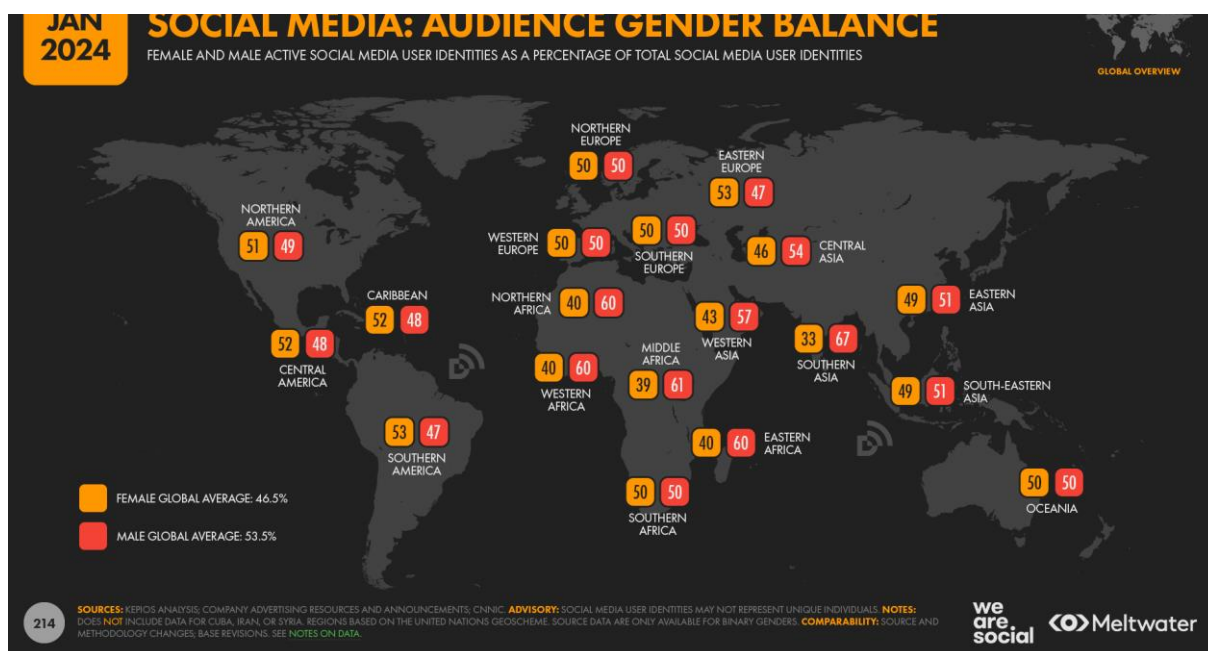 JAN
2024
SOCIAL MEDIA: AUDIENCE GENDER BALANCE
FEMALE AND MALE ACTIVE SOCIAL MEDIA USER IDENTITIES AS A PERCENTAGE OF TOTAL SOCIAL MEDIA USER IDENTITIES
GLOBAL OVERVIEW
NORTHERN
EUROPE
50 50
EASTERN
EUROPE
53 47
NORTHERN
AMERICA
51 49
WESTERN
EUROPE
50 50
50 50
SOUTHERN
EUROPE
46 54
CENTRAL
ASIA
CARIBBEAN
52 48
NORTHERN
AFRICA
40 60
43 57
WESTERN
ASIA
49 51
EASTERN
ASIA
52 48
CENTRAL
AMERICA
40 60
WESTERN
AFRICA
MIDDLE
AFRICA
39 61
33 67
SOUTHERN
ASIA
49 51
SOUTH-EASTERN
ASIA
53 47
SOUTHERN
AMERICA
40 60
EASTERN
AFRICA
50 50
SOUTHERN
AFRICA
50 50
OCEANIA
FEMALE GLOBAL AVERAGE: 46.5%
MALE GLOBAL AVERAGE: 53.5%
214
SOURCES: KEPIOS ANALYSIS; COMPANY ADVERTISING RESOURCES AND ANNOUNCEMENTS; CNNIC. ADVISORY: SOCIAL MEDIA USER IDENTITIES MAY NOT REPRESENT UNIQUE INDIVIDUALS. NOTES:
DOES NOT INCLUDE DATA FOR CUBA, IRAN, OR SYRIA. REGIONS BASED ON THE UNITED NATIONS GEOSCHEME. SOURCE DATA ARE ONLY AVAILABLE FOR BINARY GENDERS. COMPARABILITY: SOURCE AND
METHODOLOGY CHANGES; BASE REVISIONS. SEE NOTES ON DATA.
we
are.
social
Meltwater